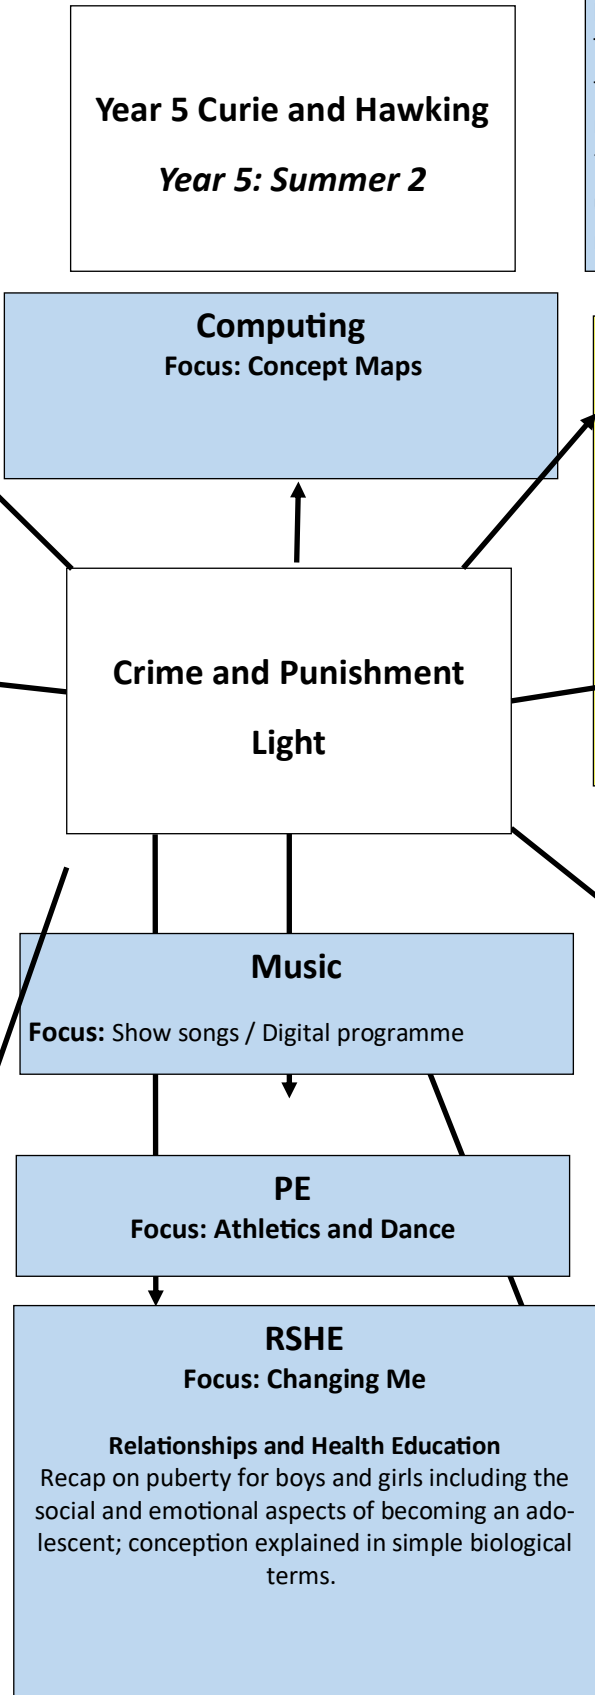 Year 5 Curie and Hawking
Year 5: Summer 2
Computing
Focus: Concept Maps
Crime and Punishment
Light
Music
Focus: Show songs / Digital programme
PE
Focus: Athletics and Dance
RSHE
Focus: Changing Me
Relationships and Health Education
Recap on puberty for boys and girls including the
social and emotional aspects of becoming an ado-
lescent; conception explained in simple biological
terms.